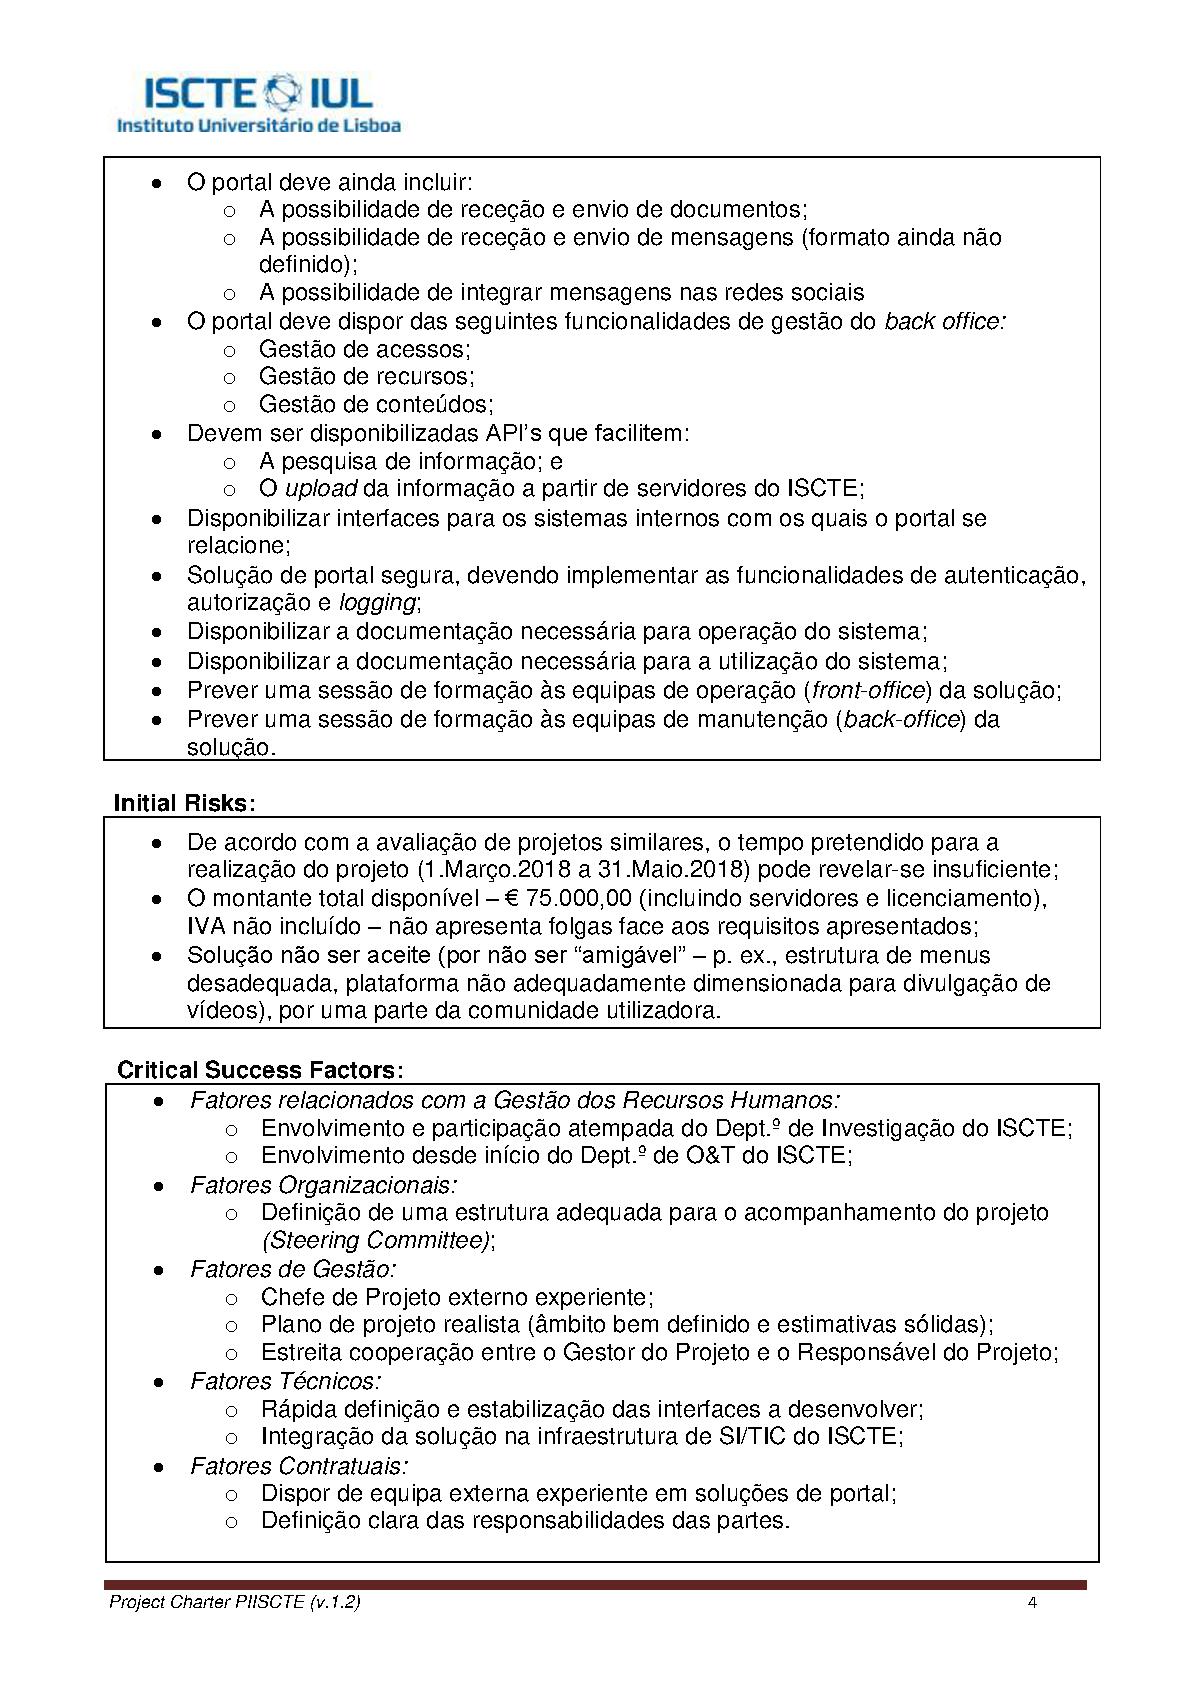 ISCTE IUL
Instituto Universitário de Lisboa
• O portal deve ainda incluir:
o A possibilidade de receção e envio de documentos;
o A possibilidade de receção e envio de mensagens (formato ainda não
definido);
o A possibilidade de integrar mensagens nas redes sociais
• O portal deve dispor das seguintes funcionalidades de gestão do back office:
o Gestão de acessos;
o Gestão de recursos;
o Gestão de conteúdos;
• Devem ser disponibilizadas API’s que facilitem:
o A pesquisa de informação; e
o O upload da informação a partir de servidores do ISCTE;
• Disponibilizar interfaces para os sistemas internos com os quais o portal se
relacione;
• Solução de portal segura, devendo implementar as funcionalidades de autenticação,
autorização e logging;
• Disponibilizar a documentação necessária para operação do sistema;
• Disponibilizar a documentação necessária para a utilização do sistema;
• Prever uma sessão de formação às equipas de operação (front-office) da solução;
• Prever uma sessão de formação às equipas de manutenção (back-office) da
solução.
Initial Risks:
• De acordo com a avaliação de projetos similares, o tempo pretendido para a
realização do projeto (1.Março.2018 a 31.Maio.2018) pode revelar-se insuficiente;
• O montante total disponível – € 75.000,00 (incluindo servidores e licenciamento),
IVA não incluído – não apresenta folgas face aos requisitos apresentados;
• Solução não ser aceite (por não ser “amigável” – p. ex., estrutura de menus
desadequada, plataforma não adequadamente dimensionada para divulgação de
vídeos), por uma parte da comunidade utilizadora.
Critical Success Factors:
• Fatores relacionados com a Gestão dos Recursos Humanos:
o Envolvimento e participação atempada do Dept.º de Investigação do ISCTE;
o Envolvimento desde início do Dept.º de O&T do ISCTE;
• Fatores Organizacionais:
o Definição de uma estrutura adequada para o acompanhamento do projeto
(Steering Committee);
• Fatores de Gestão:
o Chefe de Projeto externo experiente;
o Plano de projeto realista (âmbito bem definido e estimativas sólidas);
o Estreita cooperação entre o Gestor do Projeto e o Responsável do Projeto;
• Fatores Técnicos:
o Rápida definição e estabilização das interfaces a desenvolver;
o Integração da solução na infraestrutura de SI/TIC do ISCTE;
• Fatores Contratuais:
o Dispor de equipa externa experiente em soluções de portal;
o Definição clara das responsabilidades das partes.
Project Charter PIISCTE (v.1.2) 4